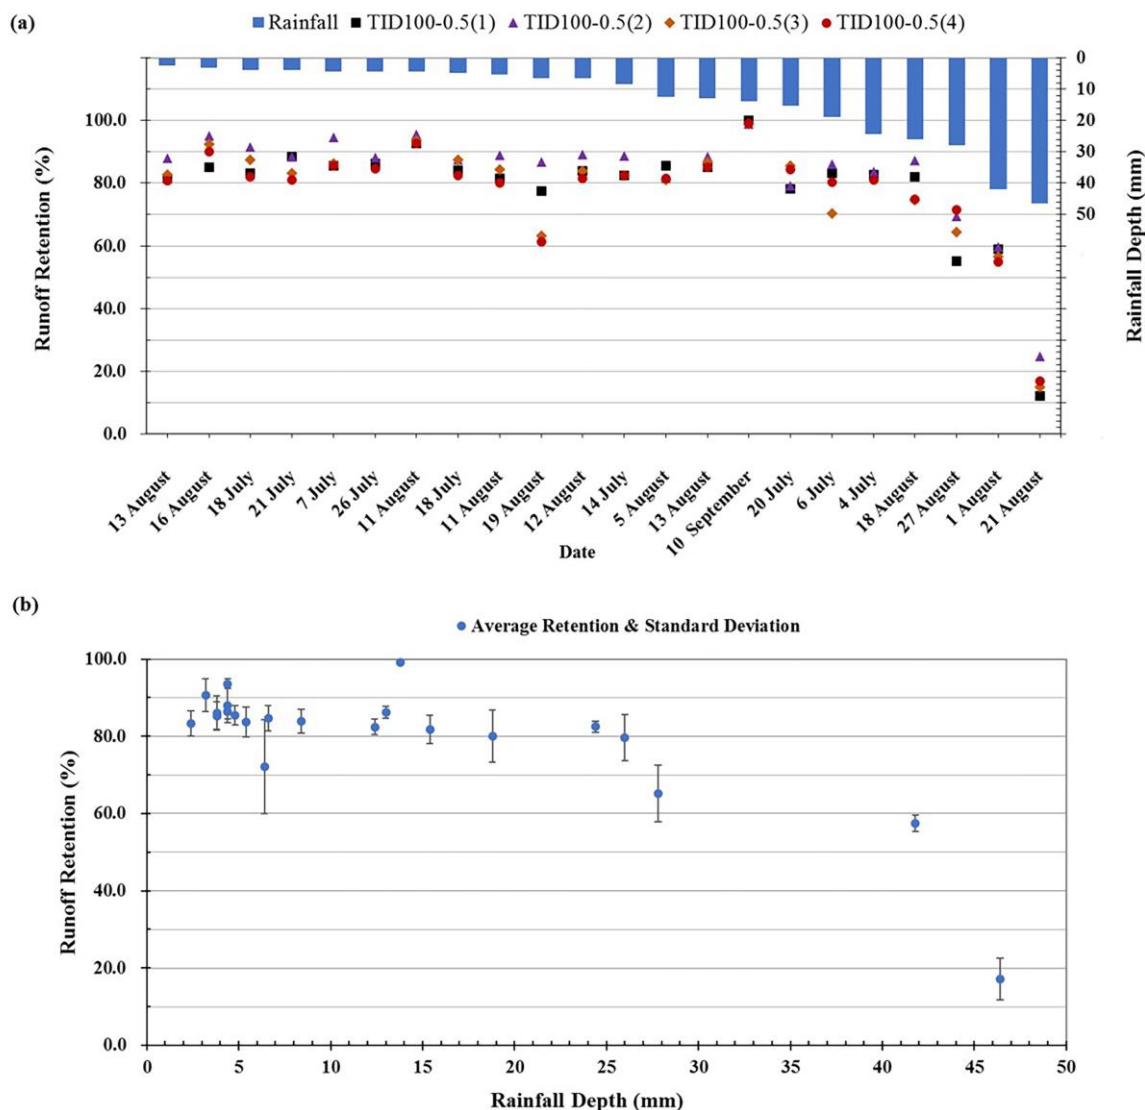 (a)
Rainfall TID100-0.5(1) TID100-0.5(2) TID100-0.5(3) TID100-0.5(4)
Runoff Retention (%)
100.0
80.0
60.0
40.0
20.0
0.0
0
10
20
30
40
50
Rainfall Depth (mm)
13 August
16 August
18 July
21 July
7 July
26 July
11 August
18 July
11 August
19 August
12 August
14 July
5 August
13 August
10 September
20 July
6 July
4 July
18 August
27 August
1 August
21 August
Date
(b)
Average Retention & Standard Deviation
Runoff Retention (%)
100.0
80.0
60.0
40.0
20.0
0.0
0 5 10 15 20 25 30 35 40 45 50
Rainfall Depth (mm)